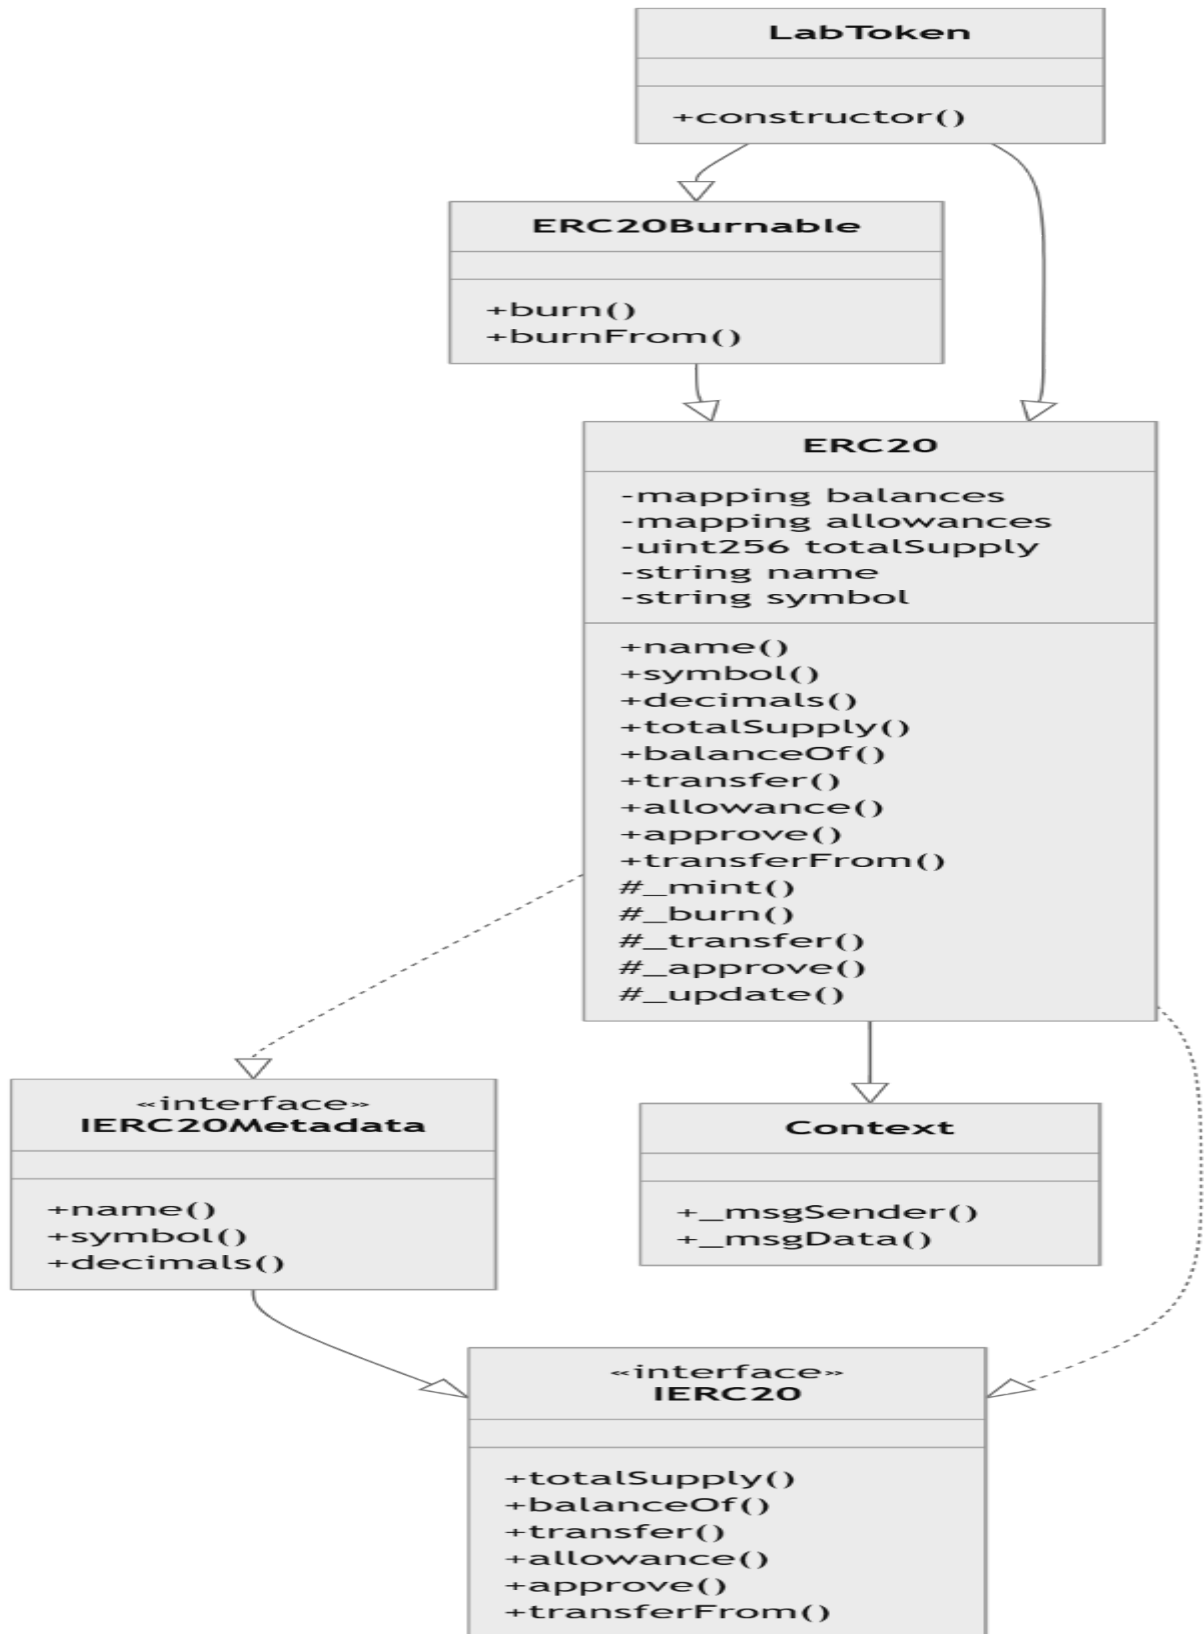 LabToken
+constructor()
ERC20Burnable
+burn()
+burnFrom()
ERC20
-mapping balances
-mapping allowances
-uint256 totalSupply
-string name
-string symbol
+name()
+symbol()
+decimals()
+totalSupply()
+balanceOf()
+transfer()
+allowance()
+approve()
+transferFrom()
#_mint()
#_burn()
#_transfer()
#_approve()
#_update()
«interface»
IERC20Metadata
+name()
+symbol()
+decimals()
Context
+_msgSender()
+_msgData()
«interface»
IERC20
+totalSupply()
+balanceOf()
+transfer()
+allowance()
+approve()
+transferFrom()